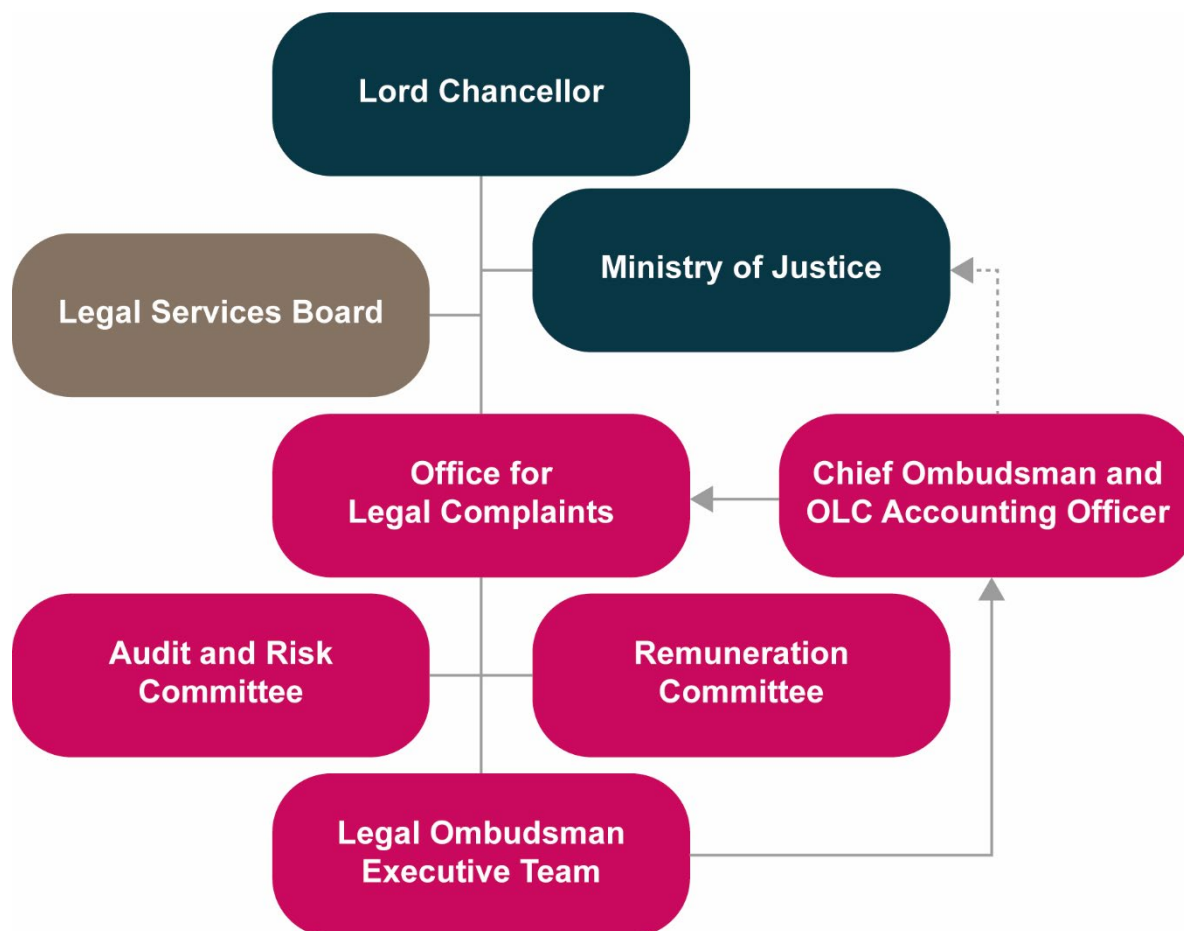 Lord Chancellor
Ministry of Justice
Legal Services Board
Office for
Legal Complaints
Chief Ombudsman and
OLC Accounting Officer
Audit and Risk
Committee
Remuneration
Committee
Legal Ombudsman
Executive Team